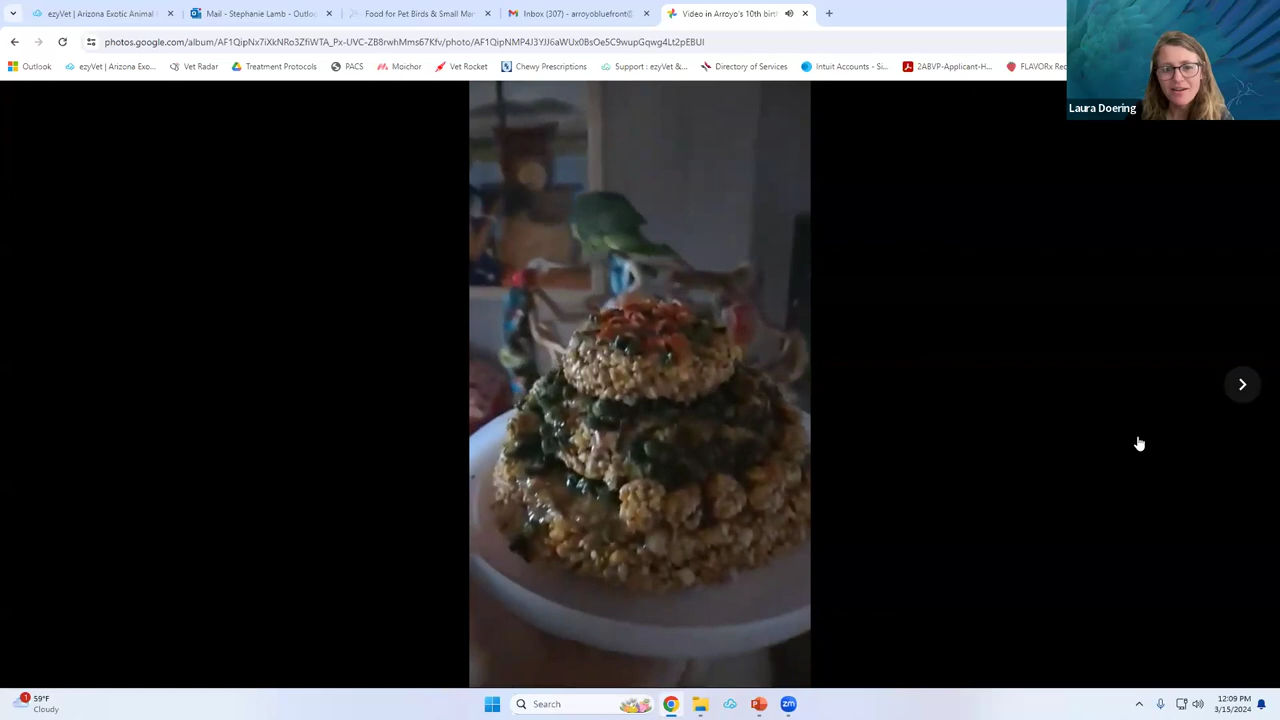 ezyVet | Arizona Exotic Animal
Mail - Stephanie Lamb - Outloo
Food for Pet Birds & Small Mar
Inbox (307) - arroyobluefront@
Video in Arroyo's 10th birt
photos.google.com/album/AF1QipNx7iXkNRo3ZfiWTA_Px-UVC-ZB8rwhMms67Kfv/photo/AF1QipNMP4J3YJJ6aWUx0BsOe5C9wupGqwg4Lt2pEBUI
Outlook
ezyVet | Arizona Exo...
Vet Radar
Treatment Protocols
PACS
Moichor
Vet Rocket
Chewy Prescriptions
Support : ezyVet &...
Directory of Services
Intuit Accounts - Si...
2ABVP-Applicant-H...
FLAVORx Rec
Laura Doering
1
59°F
Cloudy
Search
zm
12:09 PM
3/15/2024